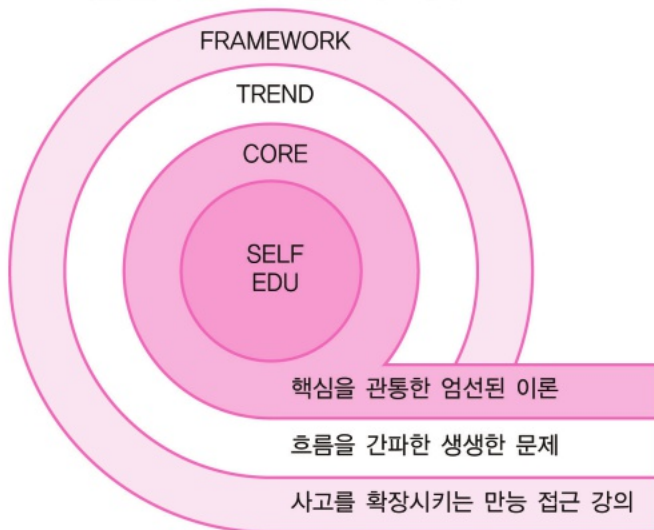 FRAMEWORK
TREND
CORE
SELF
EDU
핵심을 관통한 엄선된 이론
흐름을 간파한 생생한 문제
사고를 확장시키는 만능 접근 강의